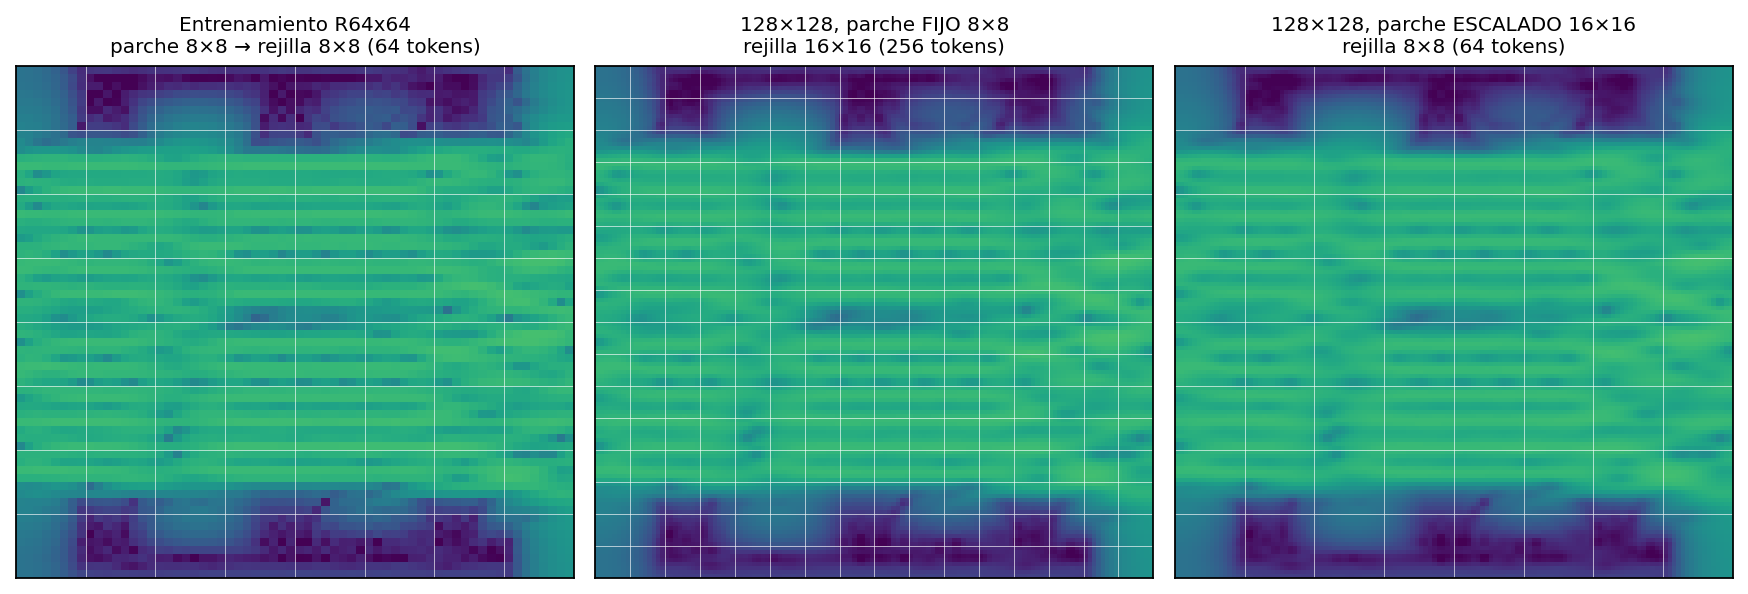 Entrenamiento R64x64
parche 8×8 → rejilla 8×8 (64 tokens)
128×128, parche FIJO 8×8
rejilla 16×16 (256 tokens)
128×128, parche ESCALADO 16×16
rejilla 8×8 (64 tokens)